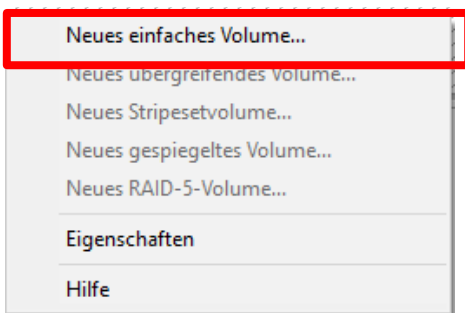 Neues einfaches Volume...
Neues übergreifendes Volume...
Neues Stripesetvolume...
Neues gespiegeltes Volume...
Neues RAID-5-Volume...
Eigenschaften
Hilfe